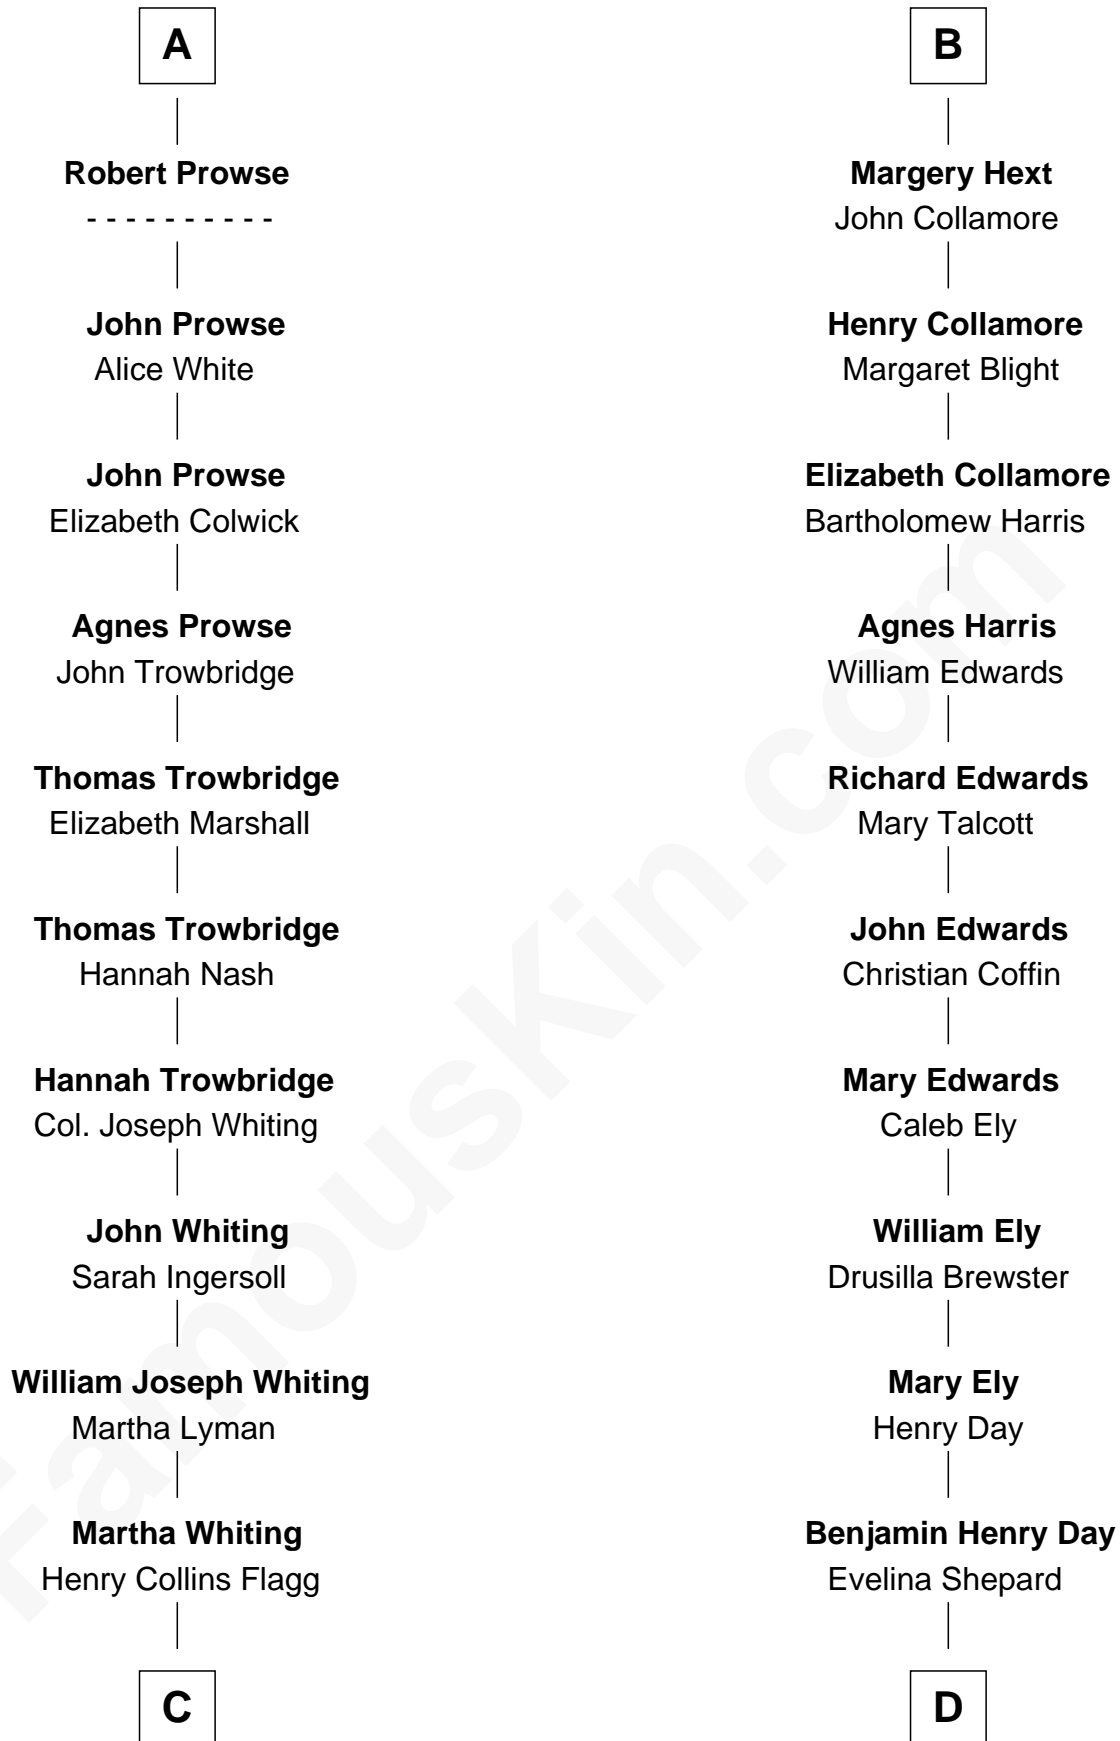 A
Robert Prowse
- - - - - - - - - -
John Prowse
Alice White
John Prowse
Elizabeth Colwick
Agnes Prowse
John Trowbridge
Thomas Trowbridge
Elizabeth Marshall
Thomas Trowbridge
Hannah Nash
Hannah Trowbridge
Col. Joseph Whiting
John Whiting
Sarah Ingersoll
William Joseph Whiting
Martha Lyman
Martha Whiting
Henry Collins Flagg
C
B
Margery Hext
John Collamore
Henry Collamore
Margaret Blight
Elizabeth Collamore
Bartholomew Harris
Agnes Harris
William Edwards
Richard Edwards
Mary Talcott
John Edwards
Christian Coffin
Mary Edwards
Caleb Ely
William Ely
Drusilla Brewster
Mary Ely
Henry Day
Benjamin Henry Day
Evelina Shepard
D
FamousKin.com